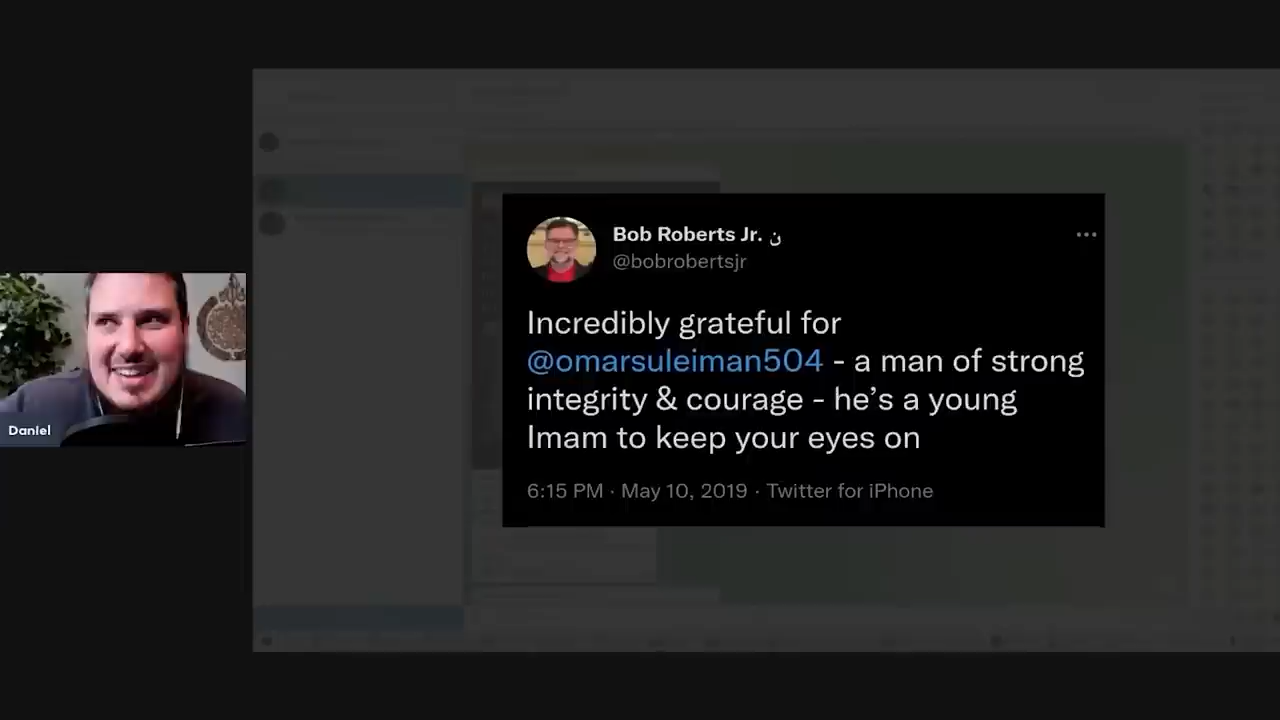 Bob Roberts Jr. ن
@bobrobertsjr
Incredibly grateful for
@omarsuleiman504 - a man of strong
integrity & courage - he’s a young
Imam to keep your eyes on
6:15 PM · May 10, 2019 · Twitter for iPhone
Daniel